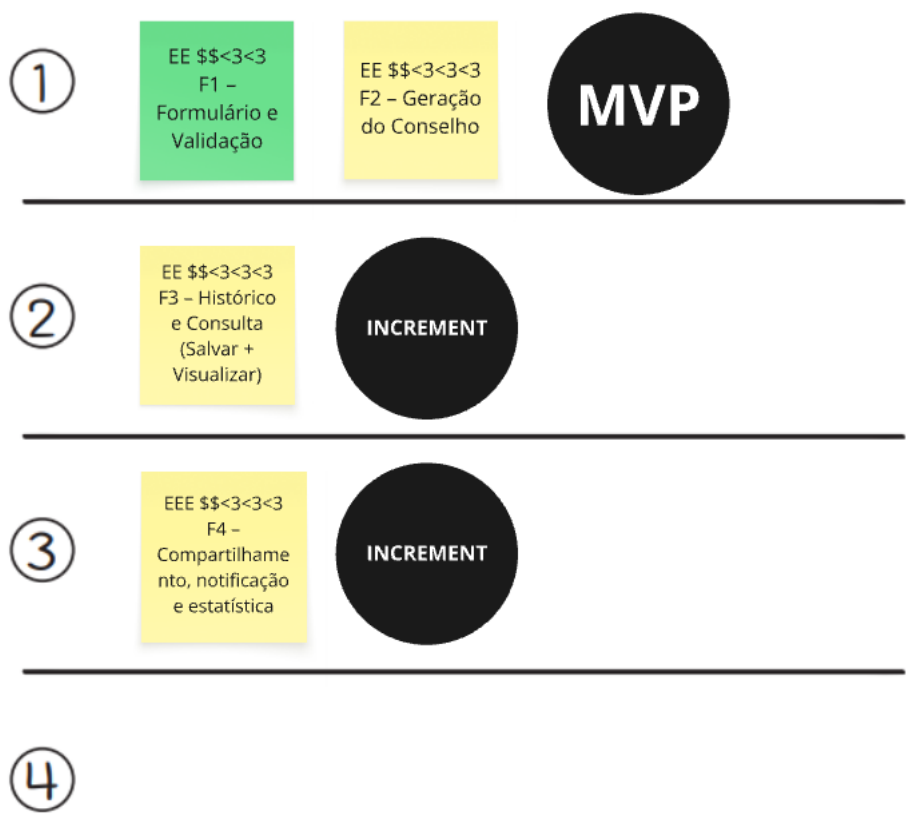 1
EE $$<3<3
F1 –
Formulário e
Validação
EE $$<3<3<3
F2 – Geração
do Conselho
MVP
2
EE $$<3<3<3
F3 – Histórico
e Consulta
(Salvar +
Visualizar)
INCREMENT
3
EEE $$<3<3<3
F4 –
Compartilhame
nto, notificação
e estatística
INCREMENT
4